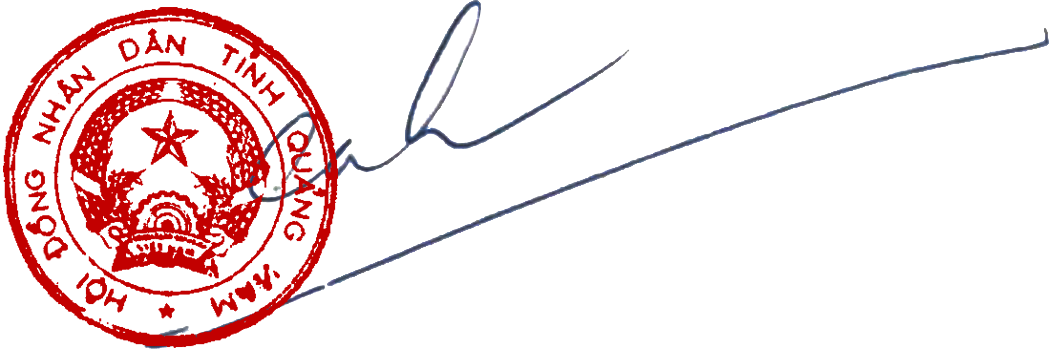 HỘI ĐỒNG NHÂN DÂN TỈNH QUẢNG NAM